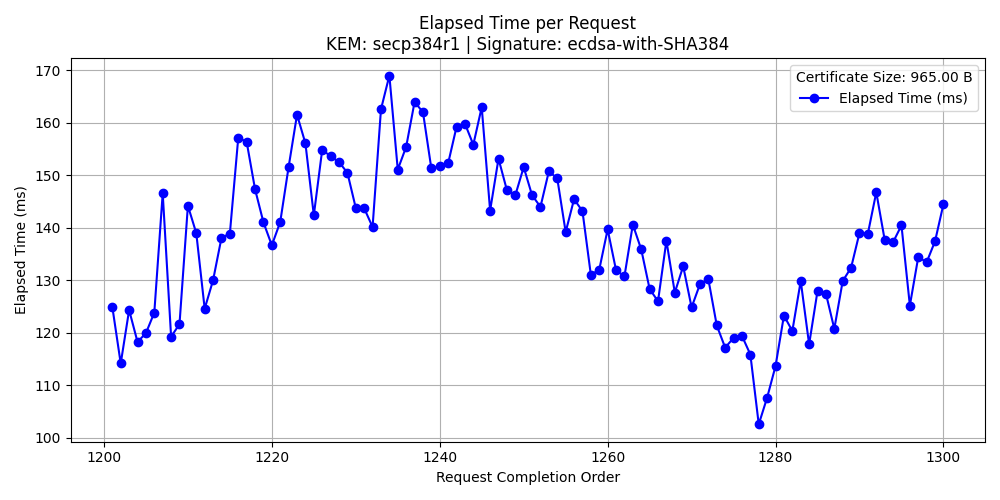 Elapsed Time per Request
KEM: secp384r1 | Signature: ecdsa-with-SHA384
Certificate Size: 965.00 B
Elapsed Time (ms)
Elapsed Time (ms)
170
160
150
140
130
120
110
100
1200
1220
1240
1260
1280
1300
Request Completion Order